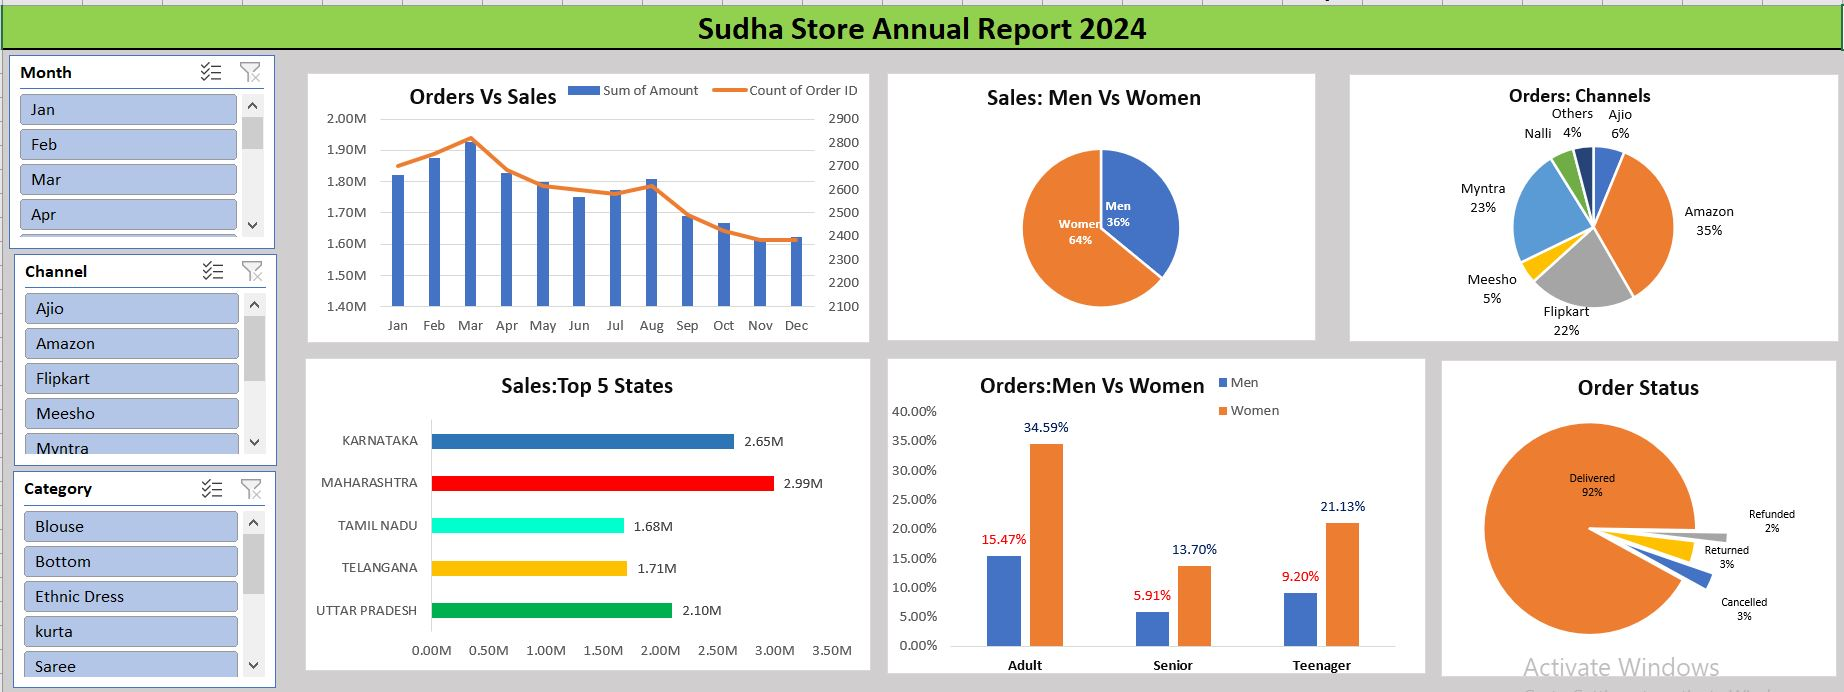 Sudha Store Annual Report 2024
Month
Jan
Feb
Mar
Apr
Channel
Ajio
Amazon
Flipkart
Meesho
Myntra
Category
Blouse
Bottom
Ethnic Dress
kurta
Saree
Orders Vs Sales
Sum of Amount
Count of Order ID
2.00M
1.90M
1.80M
1.70M
1.60M
1.50M
1.40M
2900
2800
2700
2600
2500
2400
2300
2200
2100
Jan Feb Mar Apr May Jun Jul Aug Sep Oct Nov Dec
Sales: Men Vs Women
Men
36%
Women
64%
Orders: Channels
Others
4%
Ajio
6%
Nalli
Myntra
23%
Amazon
35%
Meesho
5%
Flipkart
22%
Sales:Top 5 States
KARNATAKA 2.65M
MAHARASHTRA 2.99M
TAMIL NADU 1.68M
TELANGANA 1.71M
UTTAR PRADESH 2.10M
0.00M 0.50M 1.00M 1.50M 2.00M 2.50M 3.00M 3.50M
Orders:Men Vs Women
Men
Women
40.00%
35.00%
30.00%
25.00%
20.00%
15.00%
10.00%
5.00%
0.00%
15.47% 34.59%
5.91% 13.70%
9.20% 21.13%
Adult Senior Teenager
Order Status
Delivered
92%
Refunded
2%
Returned
3%
Cancelled
3%
Activate Windows